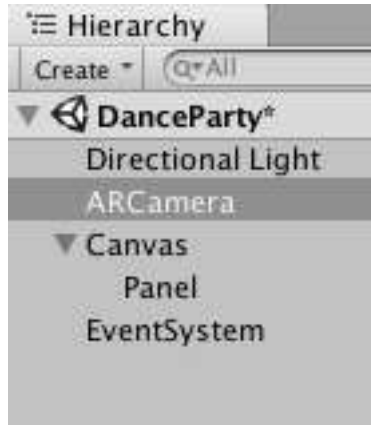 Hierarchy
Create All
DanceParty*
Directional Light
ARCamera
Canvas
Panel
EventSystem